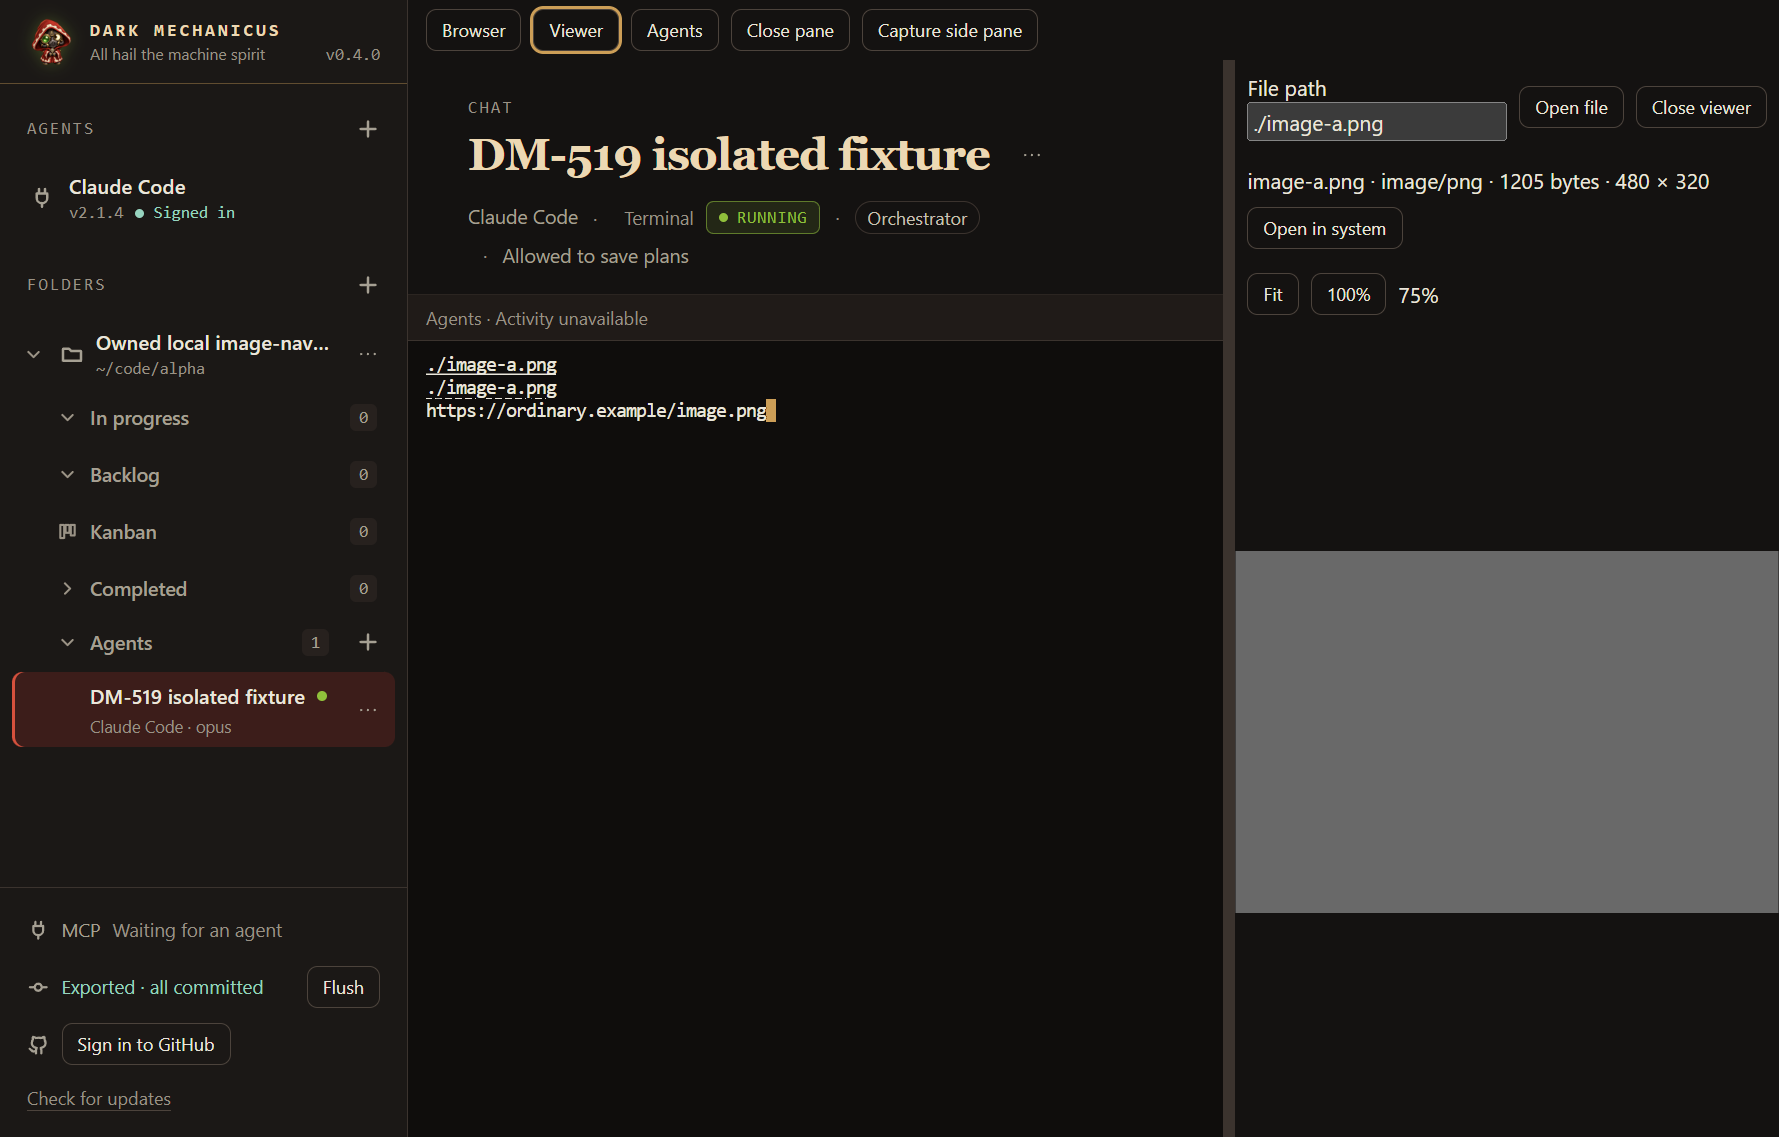 DARK MECHANICUS
All hail the machine spirit v0.4.0
AGENTS
Claude Code
v2.1.4 Signed in
FOLDERS
Owned local image-nav...
~/code/alpha
In progress 0
Backlog 0
Kanban 0
Completed 0
Agents 1
DM-519 isolated fixture
Claude Code · opus
MCP Waiting for an agent
Exported · all committed Flush
Sign in to GitHub
Check for updates
Browser Viewer Agents Close pane Capture side pane
CHAT
DM-519 isolated fixture
Claude Code · Terminal RUNNING · Orchestrator
· Allowed to save plans
Agents · Activity unavailable
./image-a.png
./image-a.png
https://ordinary.example/image.png
File path
./image-a.png Open file Close viewer
image-a.png · image/png · 1205 bytes · 480 × 320
Open in system
Fit 100% 75%